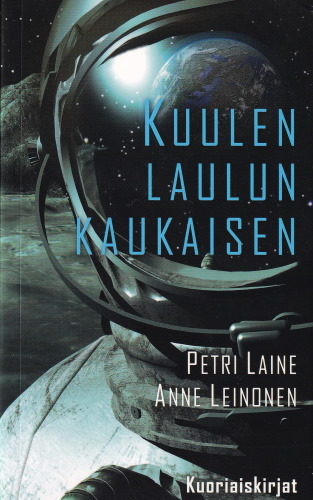 KUULEN
LAULUN
KAUKAISEN
PETRI LAINE
ANNE LEINONEN
Kuoriaiskirjat